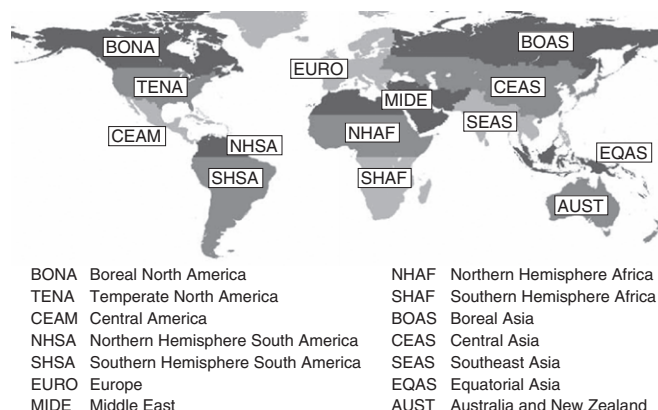 BONA
BOAS
EURO
TENA
CEAS
MIDE
SEAS
CEAM
NHAF
NHSA
EQAS
SHSA
SHAF
AUST
BONA Boreal North America
TENA Temperate North America
CEAM Central America
NHSA Northern Hemisphere South America
SHSA Southern Hemisphere South America
EURO Europe
MIDE Middle East
NHAF Northern Hemisphere Africa
SHAF Southern Hemisphere Africa
BOAS Boreal Asia
CEAS Central Asia
SEAS Southeast Asia
EQAS Equatorial Asia
AUST Australia and New Zealand